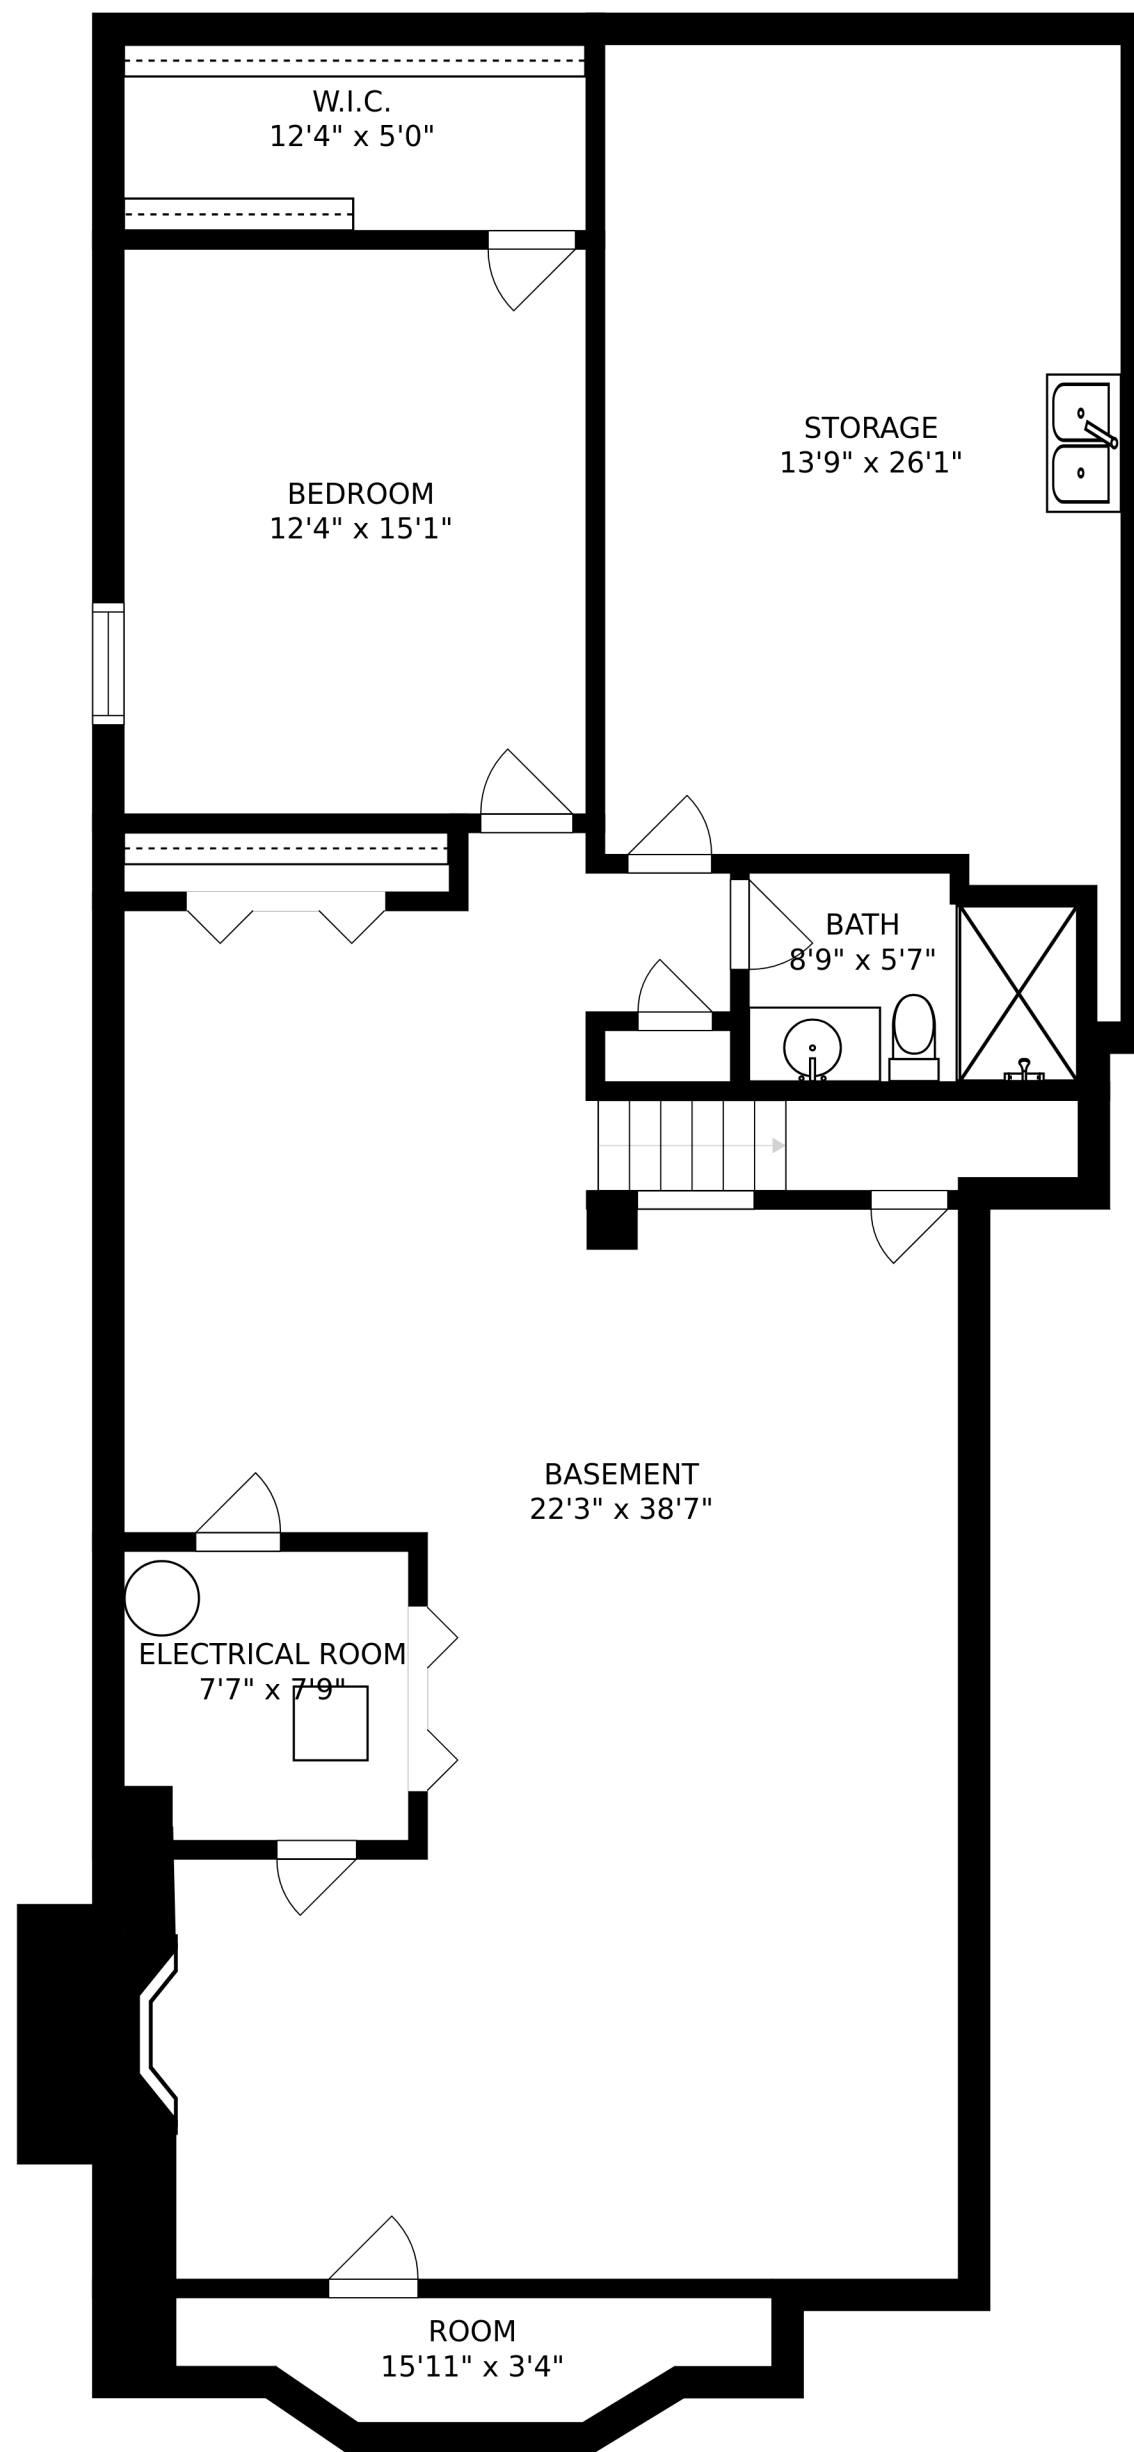 W.I.C.
12'4" x 5'0"
STORAGE
13'9" x 26'1"
BEDROOM
12'4" x 15'1"
BATH
8'9" x 5'7"
BASEMENT
22'3" x 38'7"
ELECTRICAL ROOM
7'7" x 7'9"
ROOM
15'11" x 3'4"